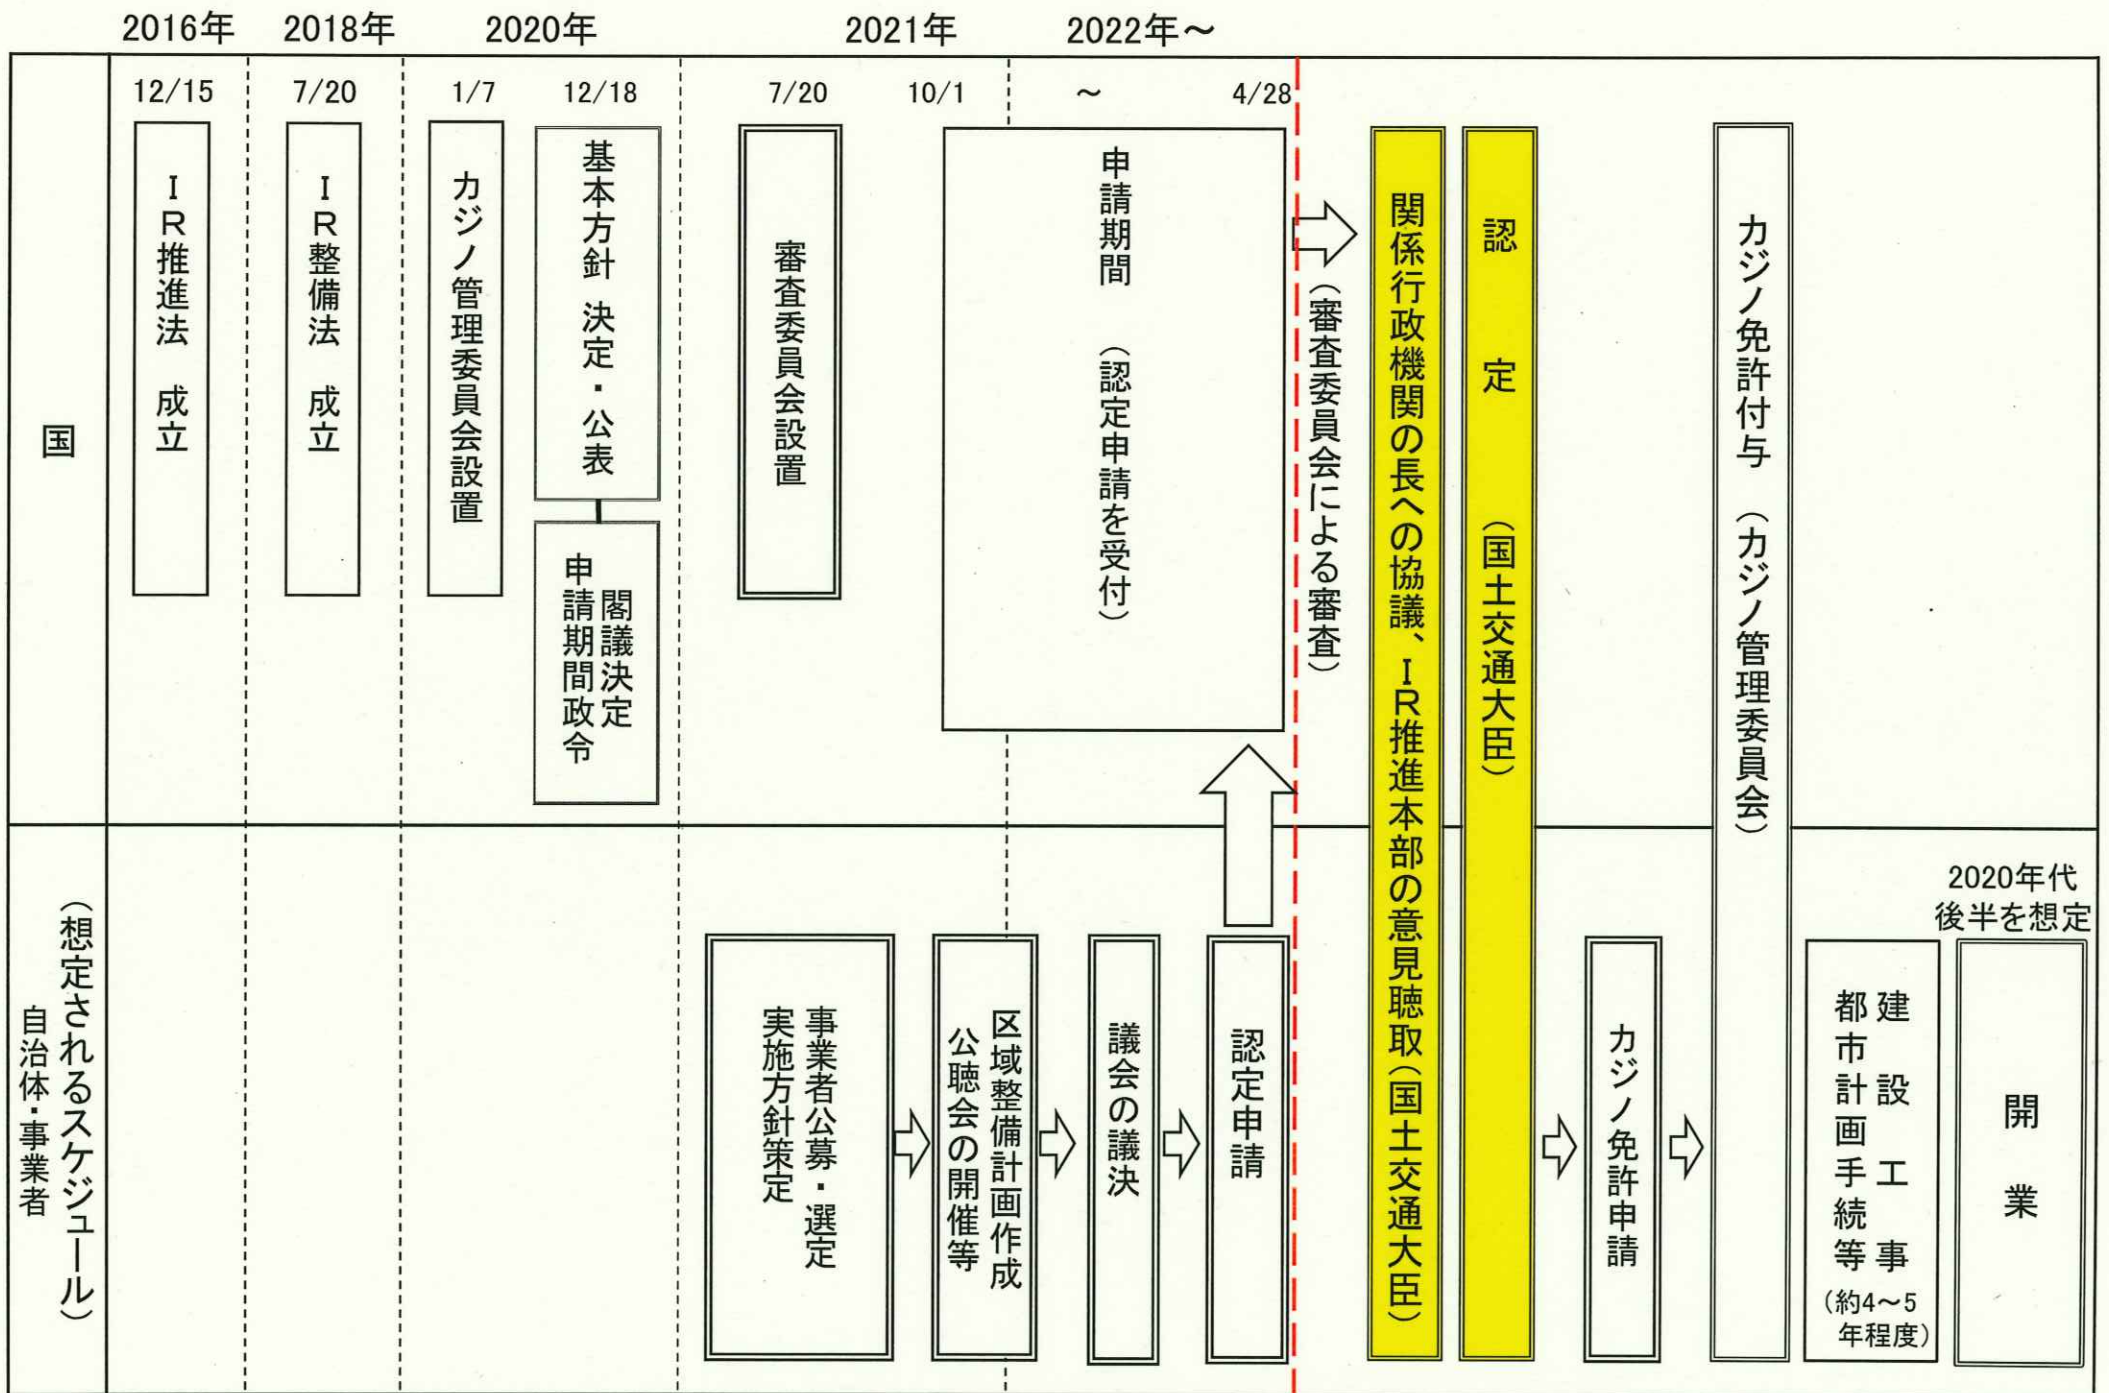 2016年
2018年
2020年
2021年
2022年～
国
12/15
IR推進法 成立
7/20
IR整備法 成立
1/7
カジノ管理委員会設置
12/18
基本方針 決定・公表
申請期間政令
閣議決定
7/20
審査委員会設置
10/1
～
4/28
申請期間 (認定申請を受付)
(審査委員会による審査)
関係行政機関の長への協議、IR推進本部の意見聴取(国土交通大臣)
認定 (国土交通大臣)
カジノ免許付与 (カジノ管理委員会)
(想定されるスケジュール)
自治体・事業者
事業者公募・選定
実施方針策定
区域整備計画作成
公聴会の開催等
議会の議決
認定申請
カジノ免許申請
建設工事
都市計画手続等
(約4～5
年程度)
2020年代
後半を想定
開業